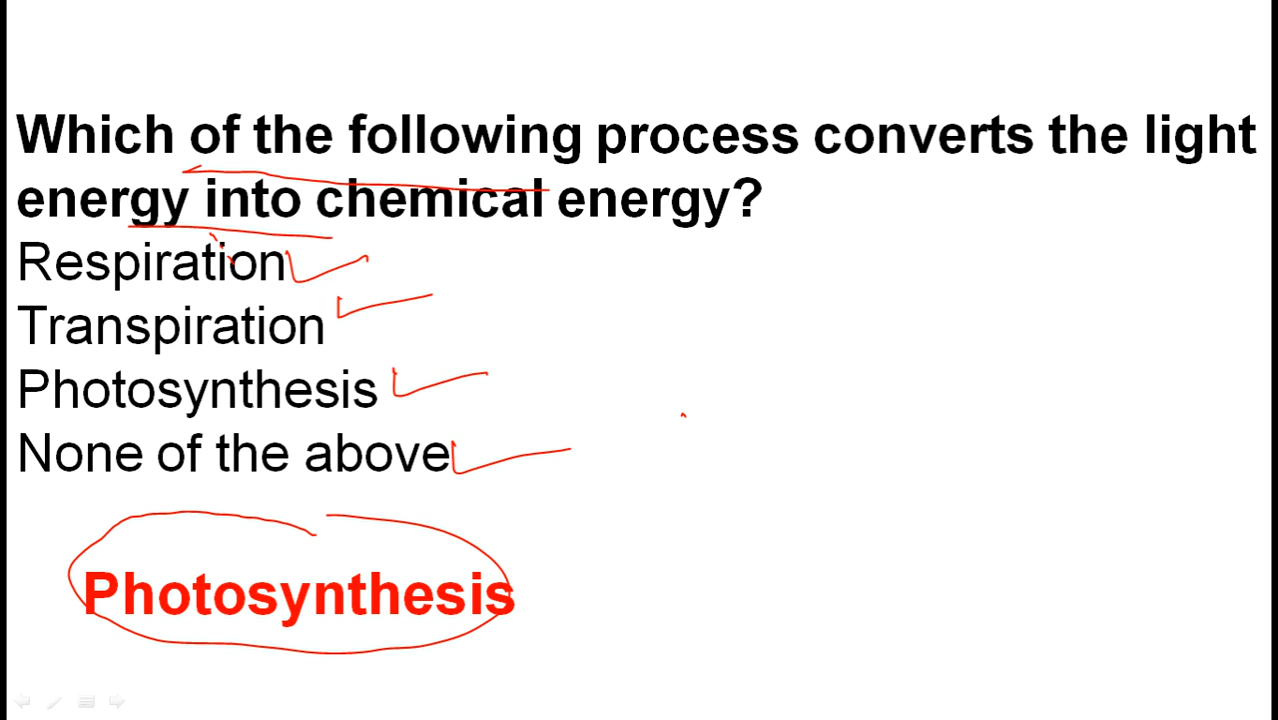 Which of the following process converts the light
energy into chemical energy?
Respiration
Transpiration
Photosynthesis
None of the above
Photosynthesis